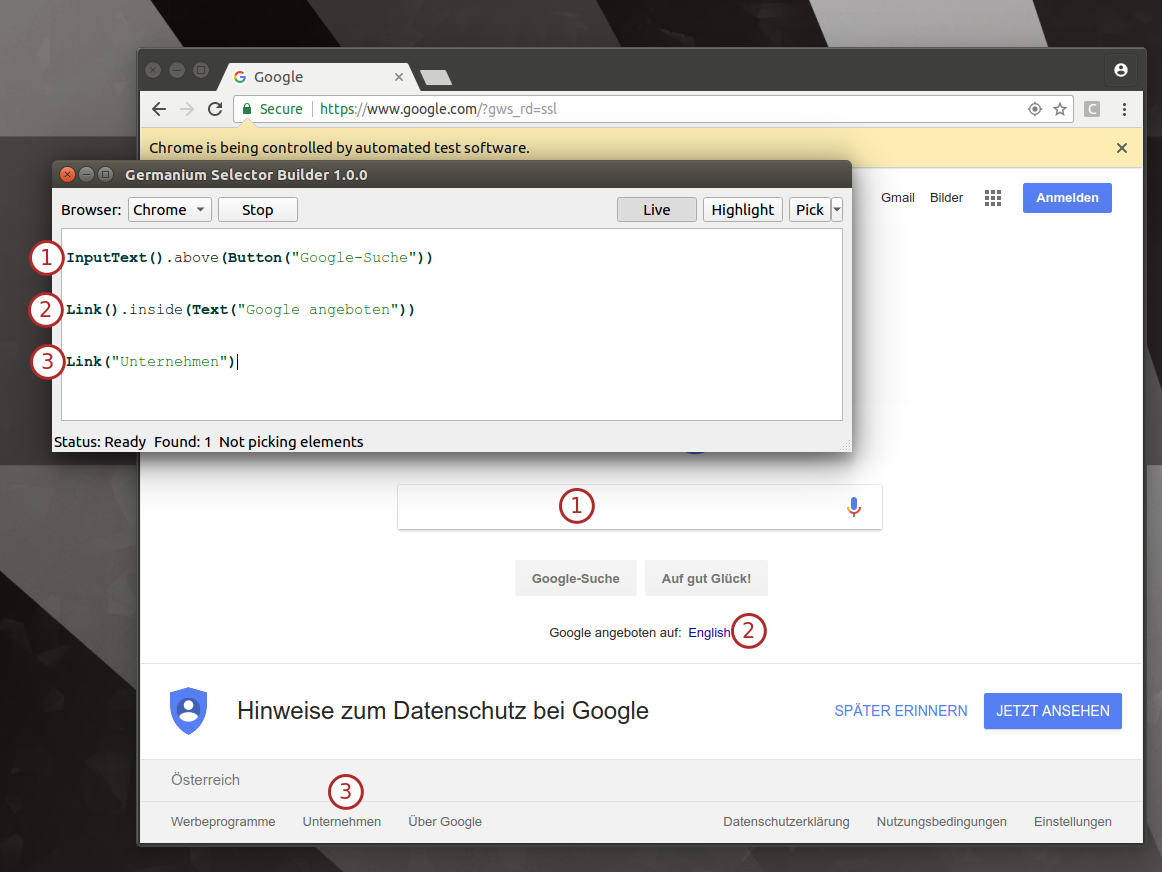 Google
Secure https://www.google.com/?gws_rd=ssl
C
Chrome is being controlled by automated test software.
Germanium Selector Builder 1.0.0
Browser: Chrome Stop Live Highlight Pick
1 InputText().above(Button("Google-Suche"))
2 Link().inside(Text("Google angeboten"))
3 Link("Unternehmen")
Status: Ready Found: 1 Not picking elements
Gmail Bilder Anmelden
1
Google-Suche Auf gut Glück!
Google angeboten auf: English 2
Hinweise zum Datenschutz bei Google SPÄTER ERINNERN JETZT ANSEHEN
Österreich
3
Werbeprogramme Unternehmen Über Google Datenschutzerklärung Nutzungsbedingungen Einstellungen